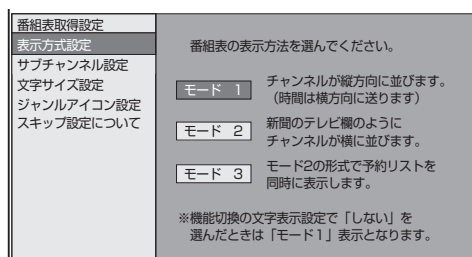 番組表取得設定
表示方式設定
サブチャンネル設定
文字サイズ設定
ジャンルアイコン設定
スキップ設定について
番組表の表示方法を選んでください。
モード 1
チャンネルが縦方向に並びます。
（時間は横方向に送ります）
モード 2
新聞のテレビ欄のように
チャンネルが横に並びます。
モード 3
モード2の形式で予約リストを
同時に表示します。
※機能切換の文字表示設定で「しない」を
選んだときは「モード1」表示となります。